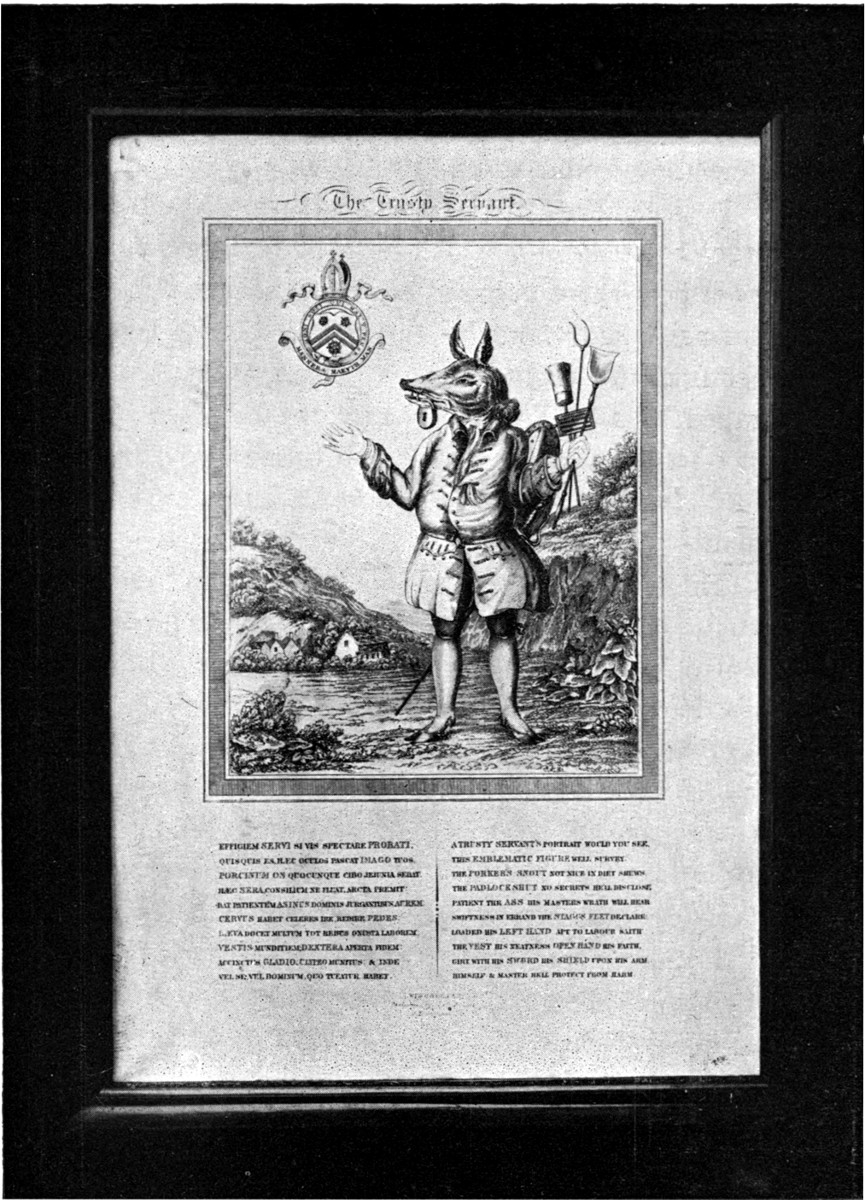 The Trusty Servant.
MANNERS MAKYTH MAN
EFFIGIEM SERVI SI VIS SPECTARE PROBATI,
QUISQUIS ES, HÆC OCULOS PASCAT IMAGO TUOS.
PORCINUM OS QUOCUNQUE CIBO JEJUNIA SEDAT.
HÆC SERA, CONSILIUM NE FLUAT, ARCTA PREMIT
DAT PATIENTEM ASINUS DOMINIS JURGANTIBUS AUREM.
CERVUS HABET CELERES IRE, REDIRE PEDES.
LÆVA DOCET MULTUM TOT REBUS ONUSTA LABOREM.
VESTIS MUNDITIEM, DEXTERA APERTA FIDEM.
ACCINCTUS GLADIO, CLYPEO MUNITUS: & INDE
VEL SE, VEL DOMINUM, QUO TUEATUR HABET.
A TRUSTY SERVANT'S PORTRAIT WOULD YOU SEE,
THIS EMBLEMATIC FIGURE WELL SURVEY.
THE PORKER'S SNOUT NOT NICE IN DIET SHEWS.
THE PADLOCK SHUT NO SECRETS HE'LL DISCLOSE,
PATIENT THE ASS HIS MASTERS WRATH WILL HEAR
SWIFTNESS IN ERRAND THE STAGGS FEET DECLARE:
LOADED HIS LEFT HAND APT TO LABOUR SAITH
THE VEST HIS NEATNESS OPEN HAND HIS FAITH,
GIRT WITH HIS SWORD HIS SHIELD UPON HIS ARM
HIMSELF & MASTER HELL PROTECT FROM HARM.